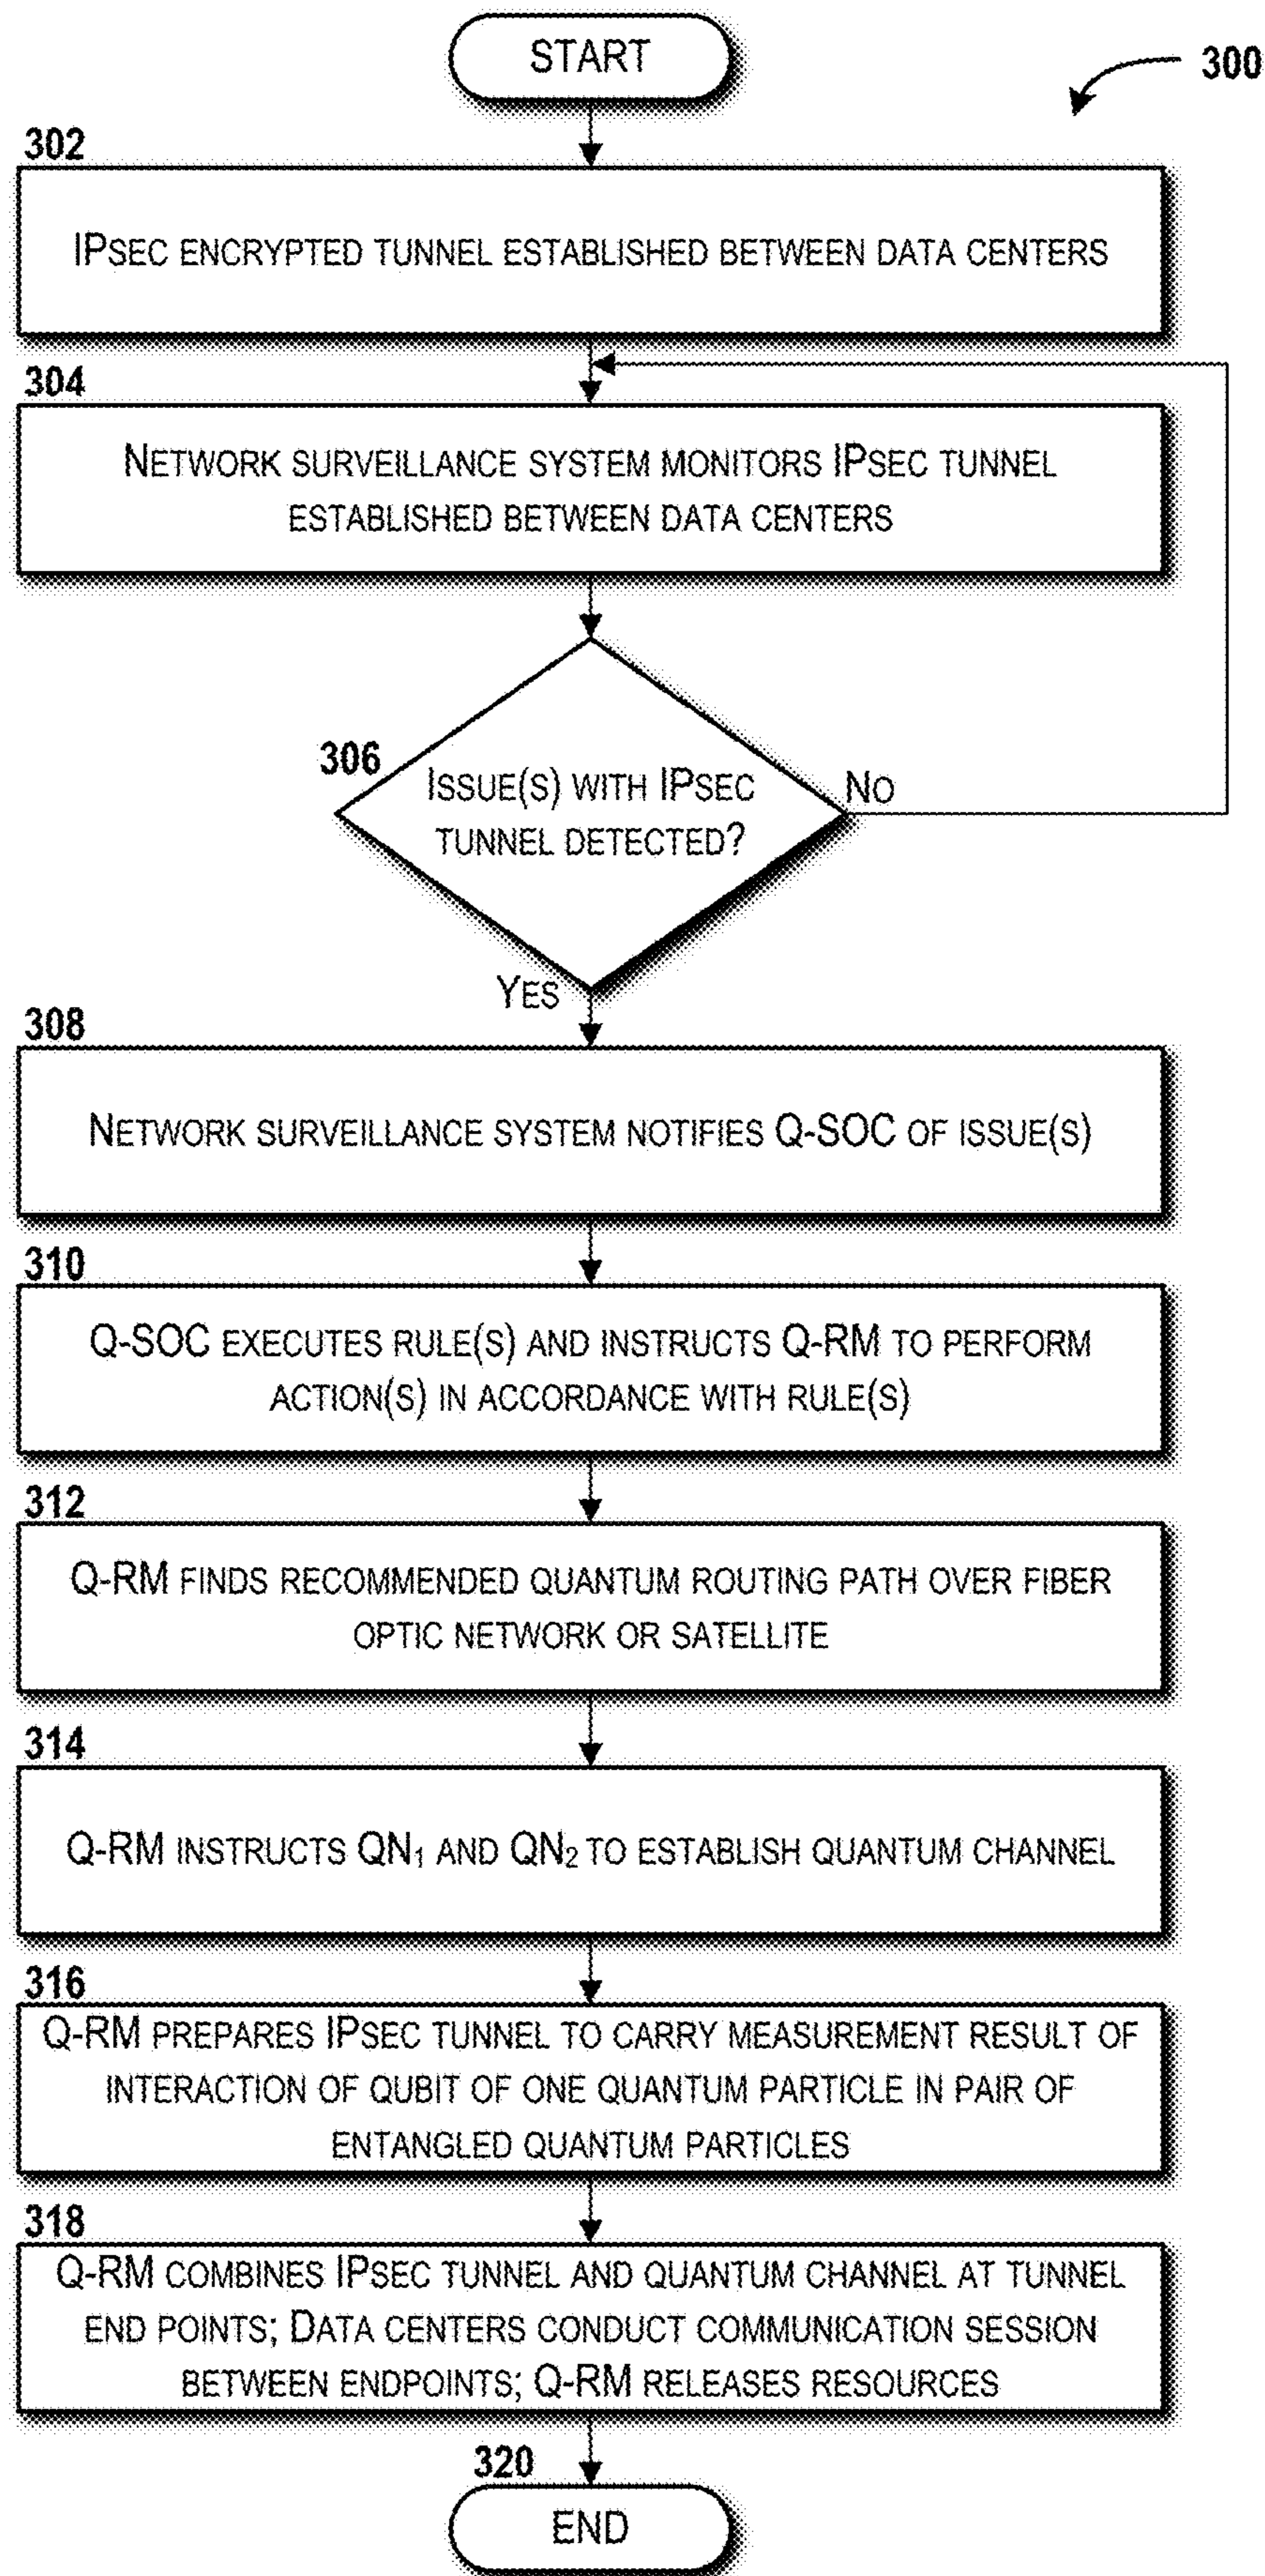 START
300
302
IPSEC ENCRYPTED TUNNEL ESTABLISHED BETWEEN DATA CENTERS
304
NETWORK SURVEILLANCE SYSTEM MONITORS IPSEC TUNNEL
ESTABLISHED BETWEEN DATA CENTERS
306
ISSUE(S) WITH IPSEC
TUNNEL DETECTED?
NO
YES
308
NETWORK SURVEILLANCE SYSTEM NOTIFIES Q-SOC OF ISSUE(S)
310
Q-SOC EXECUTES RULE(S) AND INSTRUCTS Q-RM TO PERFORM
ACTION(S) IN ACCORDANCE WITH RULE(S)
312
Q-RM FINDS RECOMMENDED QUANTUM ROUTING PATH OVER FIBER
OPTIC NETWORK OR SATELLITE
314
Q-RM INSTRUCTS QN₁ AND QN₂ TO ESTABLISH QUANTUM CHANNEL
316
Q-RM PREPARES IPSEC TUNNEL TO CARRY MEASUREMENT RESULT OF
INTERACTION OF QUBIT OF ONE QUANTUM PARTICLE IN PAIR OF
ENTANGLED QUANTUM PARTICLES
318
Q-RM COMBINES IPSEC TUNNEL AND QUANTUM CHANNEL AT TUNNEL
END POINTS; DATA CENTERS CONDUCT COMMUNICATION SESSION
BETWEEN ENDPOINTS; Q-RM RELEASES RESOURCES
320
END